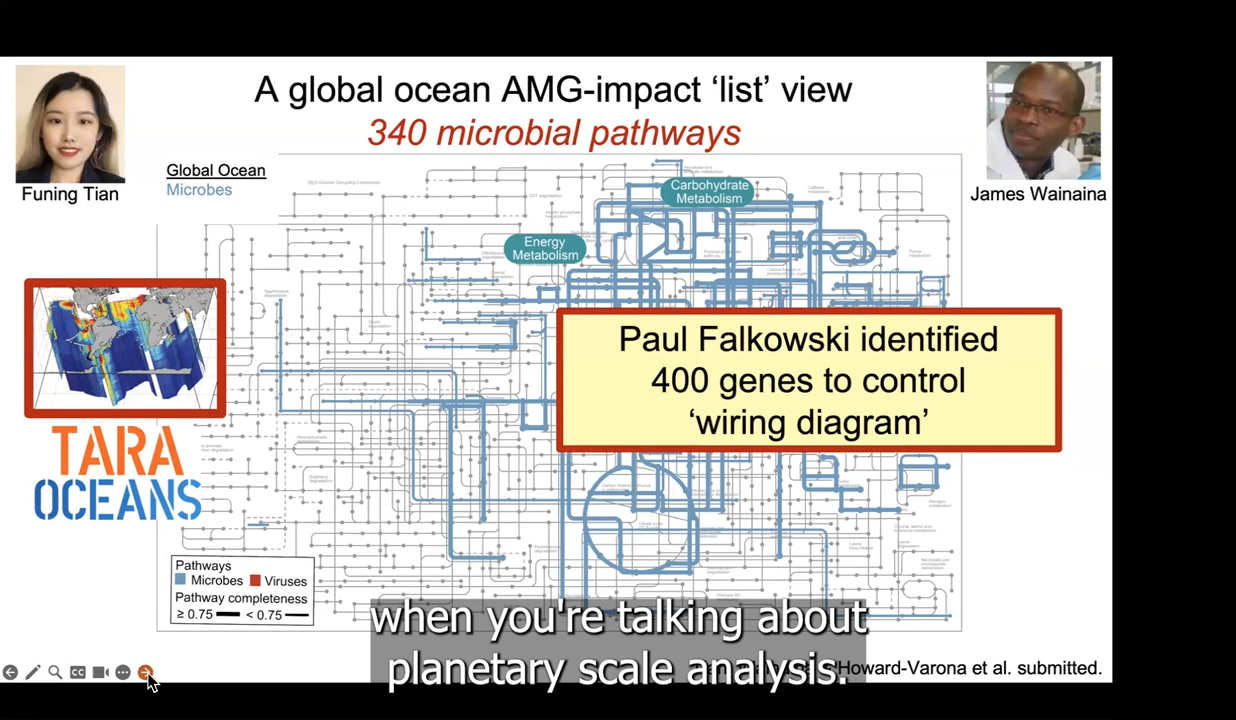 A global ocean AMG-impact ‘list’ view
340 microbial pathways
Funing Tian
James Wainaina
Global Ocean
Microbes
Carbohydrate
Metabolism
Energy
Metabolism
Paul Falkowski identified
400 genes to control
‘wiring diagram’
TARA
OCEANS
Pathways
Microbes Viruses
Pathway completeness
≥ 0.75 < 0.75
when you're talking about
planetary scale analysis.
Howard-Varona et al. submitted.